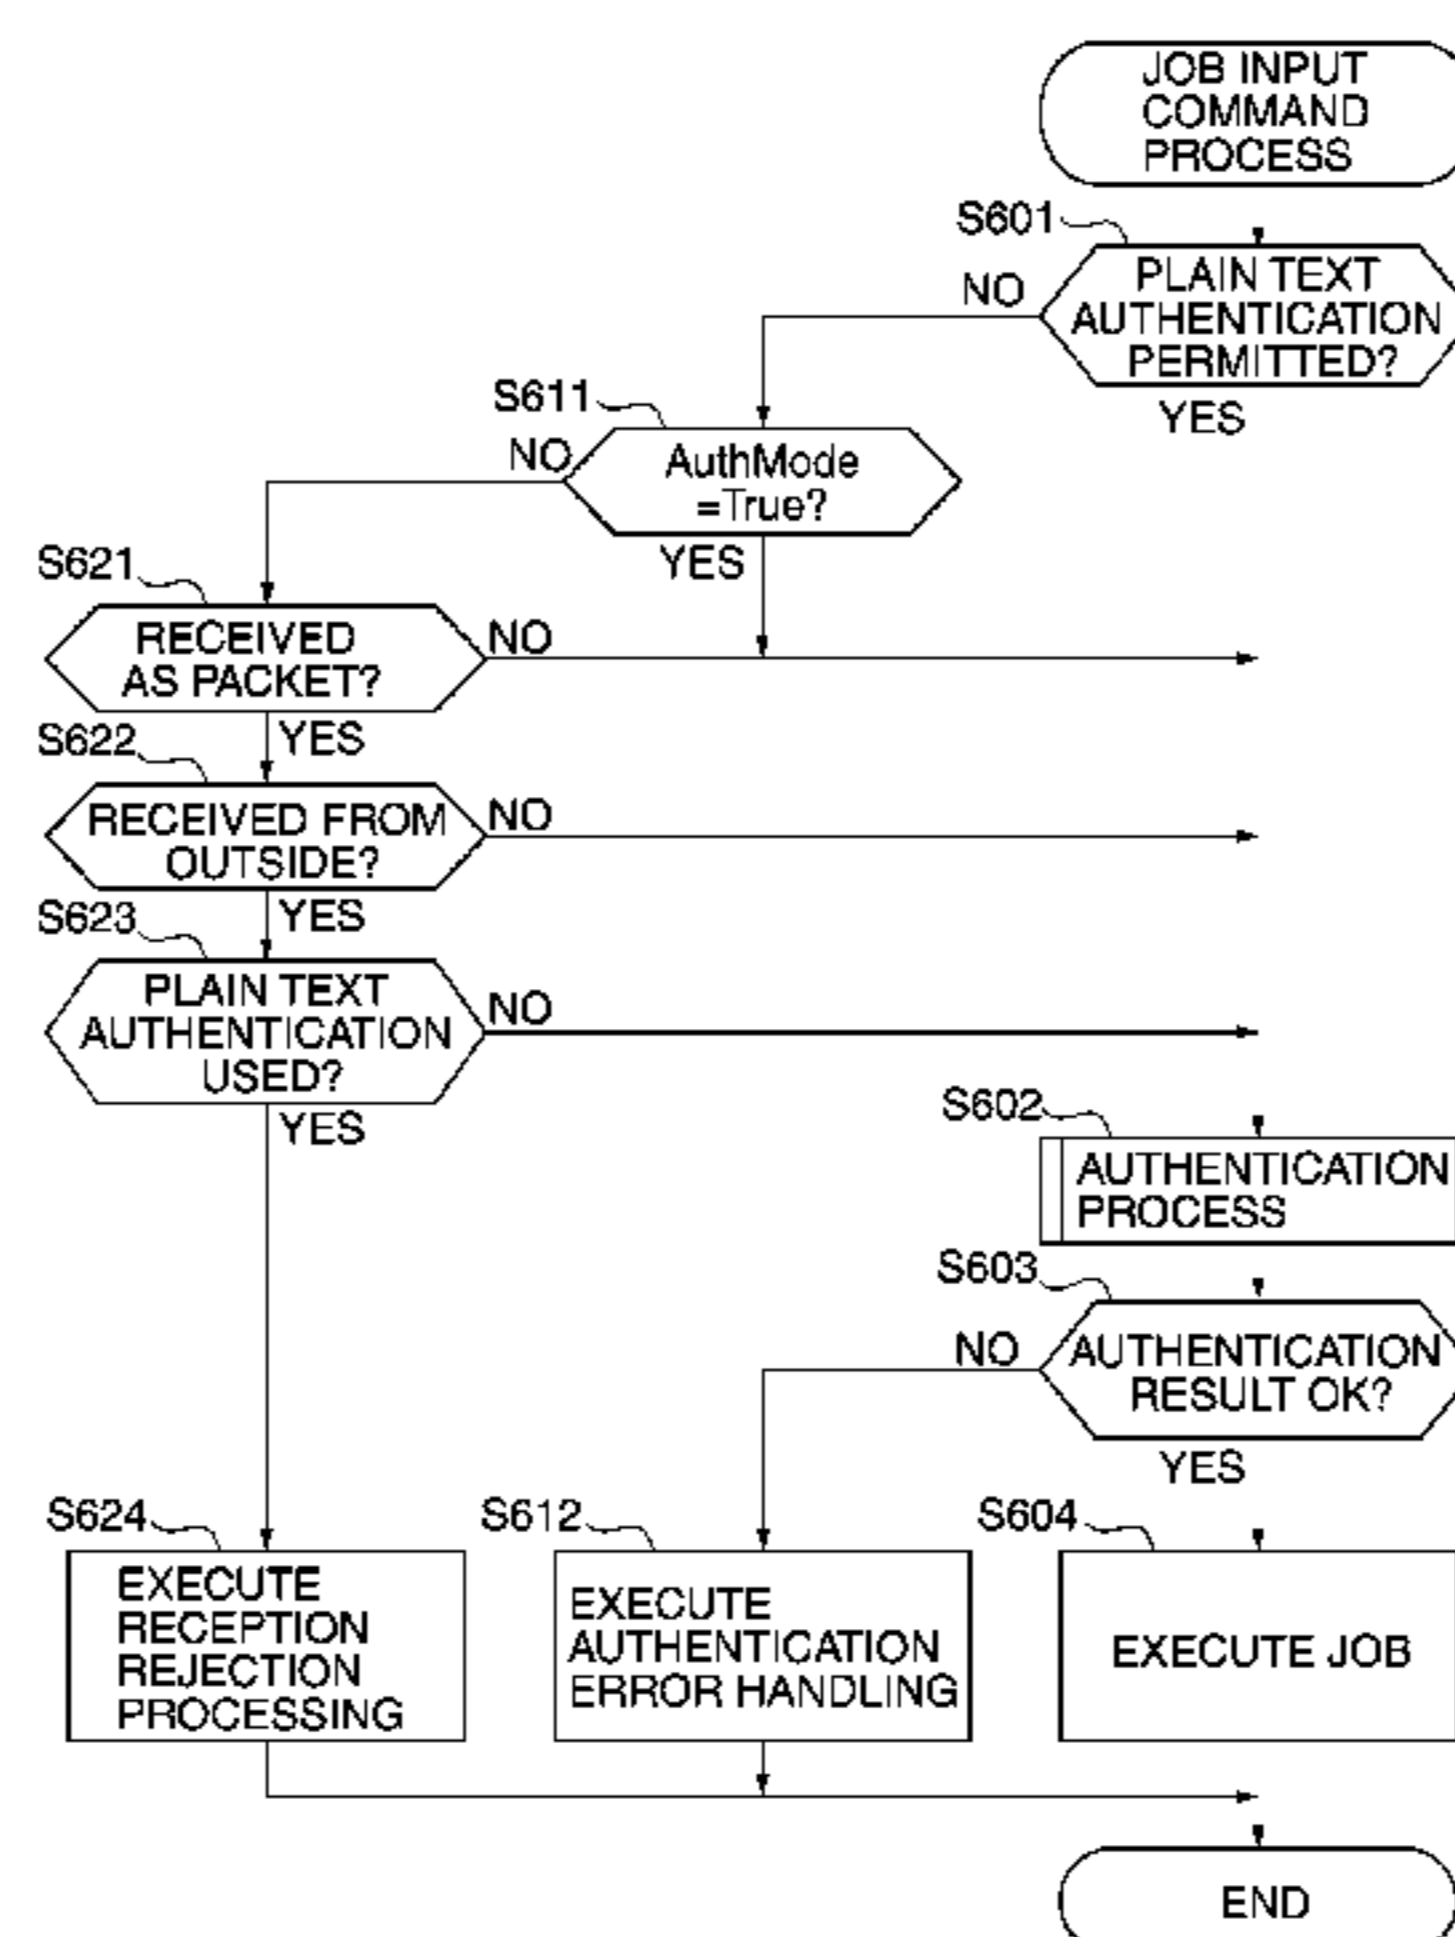 JOB INPUT
COMMAND
PROCESS
S601
NO
PLAIN TEXT
AUTHENTICATION
PERMITTED?
YES
S611
NO
AuthMode
=True?
YES
S621
RECEIVED
AS PACKET?
NO
YES
S622
RECEIVED FROM
OUTSIDE?
NO
YES
S623
PLAIN TEXT
AUTHENTICATION
USED?
NO
YES
S602
AUTHENTICATION
PROCESS
S603
NO
AUTHENTICATION
RESULT OK?
YES
S624
EXECUTE
RECEPTION
REJECTION
PROCESSING
S612
EXECUTE
AUTHENTICATION
ERROR HANDLING
S604
EXECUTE JOB
END